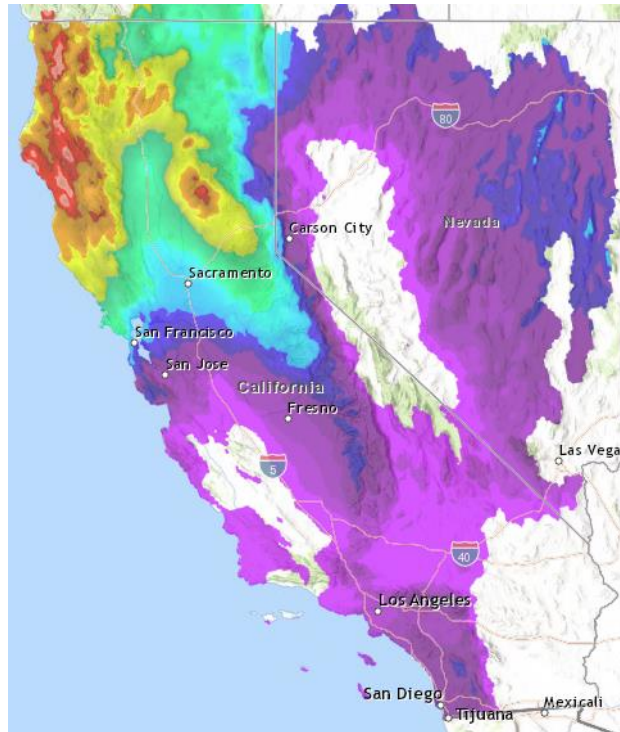 80
Nevada
Carson City
Sacramento
San Francisco
San Jose
California
Fresno
Las Vega
5
40
Los Angeles
San Diego
Tijuana
Mexicali